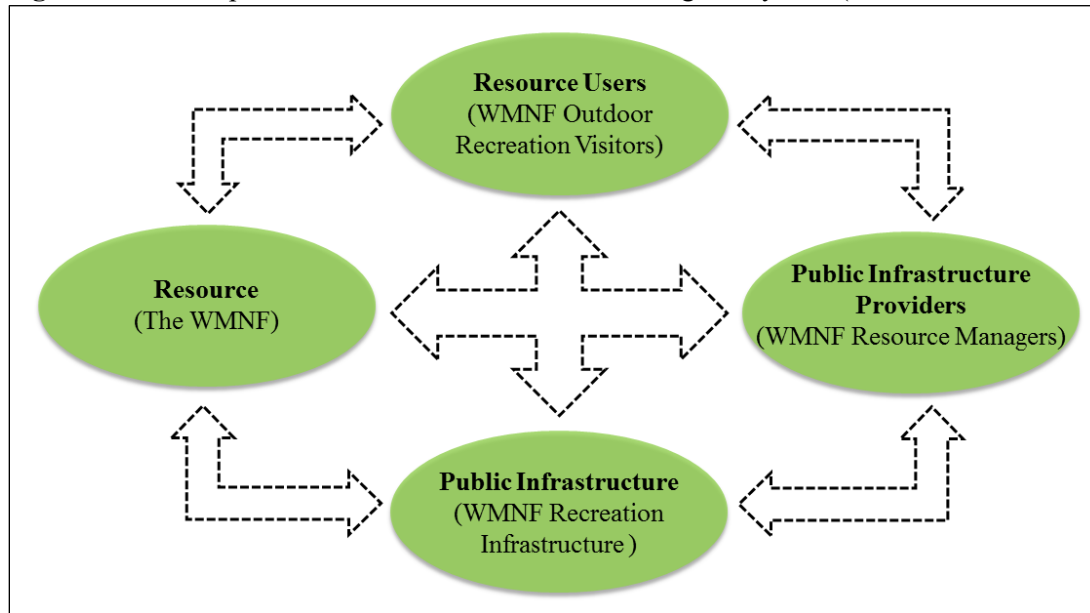 Resource Users
(WMNF Outdoor
Recreation Visitors)
Resource
(The WMNF)
Public Infrastructure
Providers
(WMNF Resource Managers)
Public Infrastructure
(WMNF Recreation
Infrastructure )